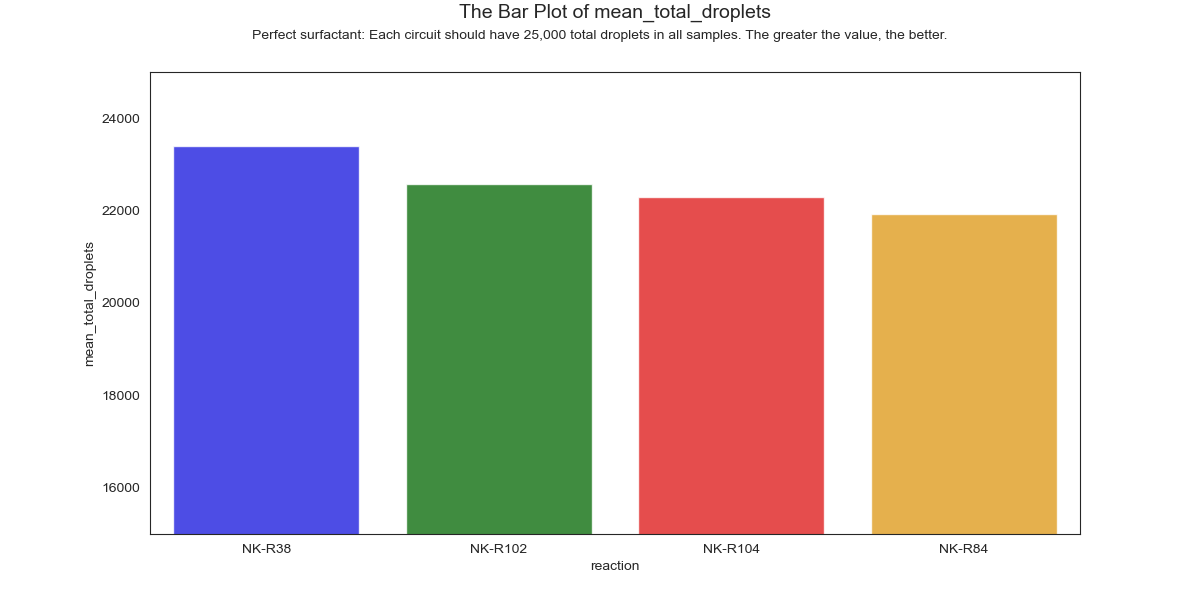 The Bar Plot of mean_total_droplets
Perfect surfactant: Each circuit should have 25,000 total droplets in all samples. The greater the value, the better.
24000
22000
20000
18000
16000
mean_total_droplets
NK-R38
NK-R102
NK-R104
NK-R84
reaction